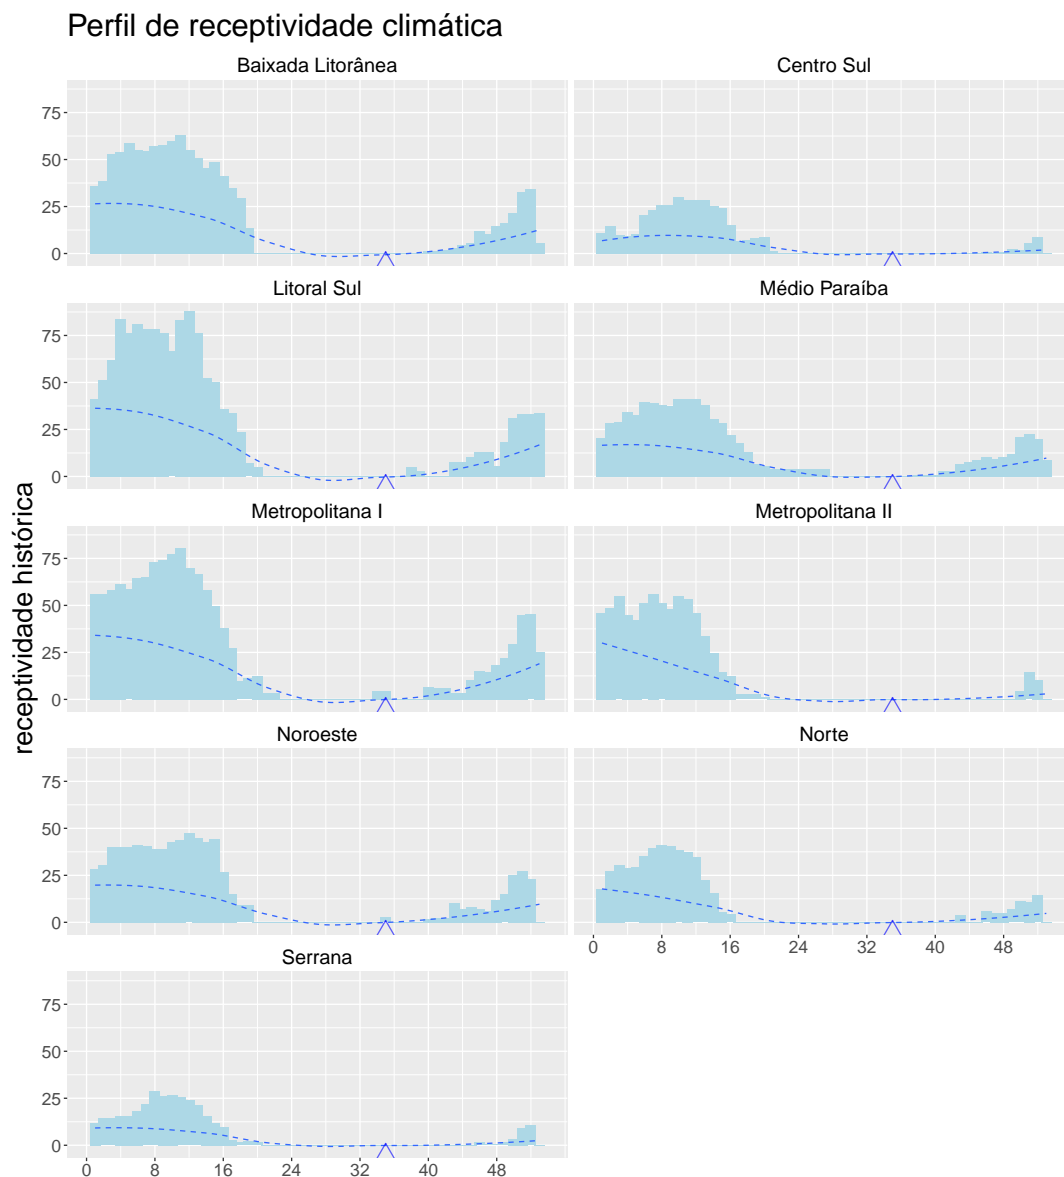 Perfil de receptividade climática
Baixada Litorânea
Centro Sul
75
50
25
0
Litoral Sul
Médio Paraíba
75
50
25
0
receptividade histórica
Metropolitana I
Metropolitana II
75
50
25
0
Noroeste
Norte
75
50
25
0
0 8 16 24 32 40 48
Serrana
75
50
25
0
0 8 16 24 32 40 48